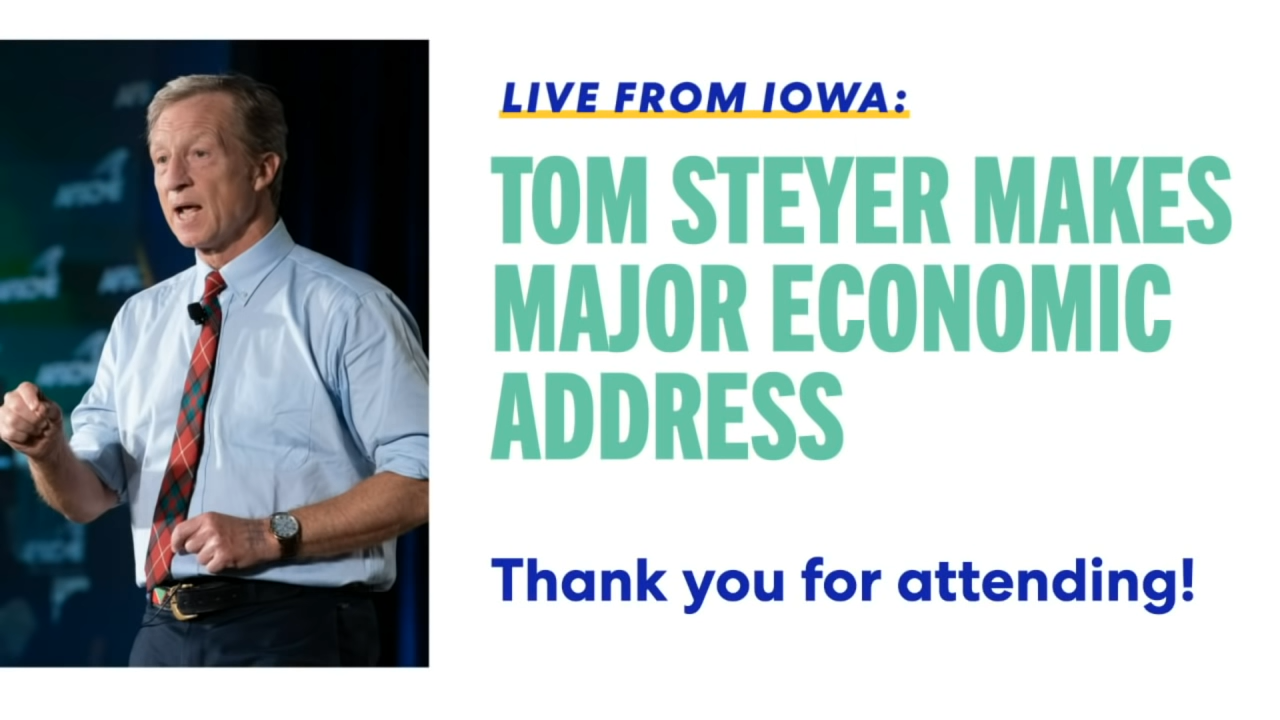 LIVE FROM IOWA:
TOM STEYER MAKES
MAJOR ECONOMIC
ADDRESS
Thank you for attending!